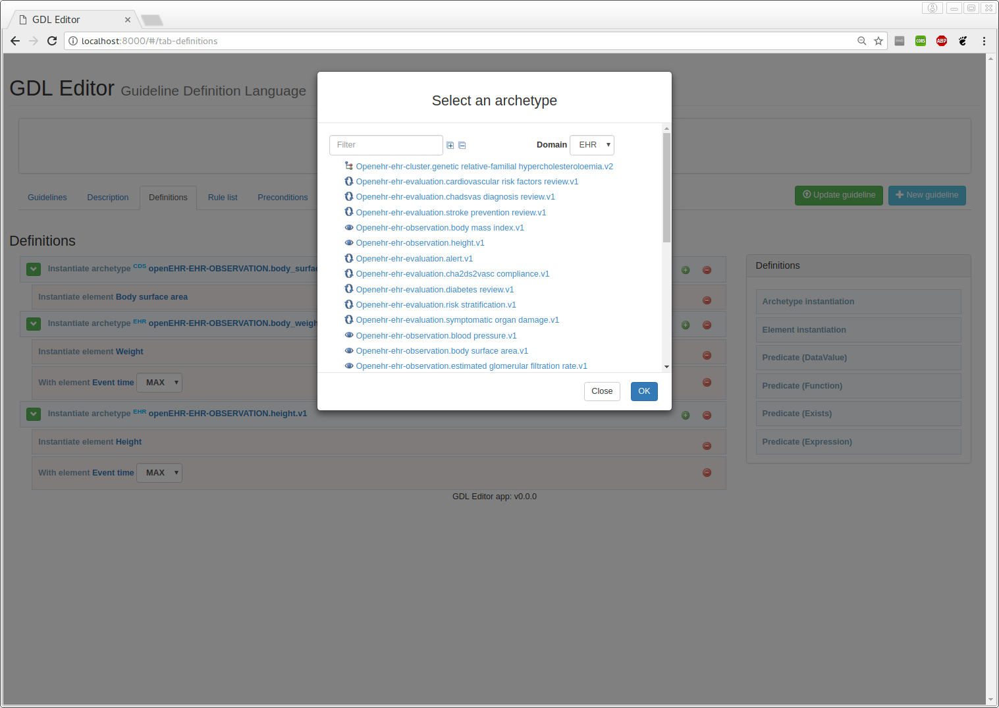 GDL Editor
localhost:8000/#/tab-definitions
CORS
ABP
GDL Editor Guideline Definition Language
Select an archetype
Filter
Domain EHR
Openehr-ehr-cluster.genetic relative-familial hypercholesteroloemia.v2
Openehr-ehr-evaluation.cardiovascular risk factors review.v1
Openehr-ehr-evaluation.chadsvas diagnosis review.v1
Openehr-ehr-evaluation.stroke prevention review.v1
Openehr-ehr-observation.body mass index.v1
Openehr-ehr-observation.height.v1
Openehr-ehr-evaluation.alert.v1
Openehr-ehr-evaluation.cha2ds2vasc compliance.v1
Openehr-ehr-evaluation.diabetes review.v1
Openehr-ehr-evaluation.risk stratification.v1
Openehr-ehr-evaluation.symptomatic organ damage.v1
Openehr-ehr-observation.blood pressure.v1
Openehr-ehr-observation.body surface area.v1
Openehr-ehr-observation.estimated glomerular filtration rate.v1
Close OK
Guidelines Description Definitions Rule list Preconditions
Update guideline New guideline
Definitions
Instantiate archetype CDS openEHR-EHR-OBSERVATION.body_surfac
Instantiate element Body surface area
Instantiate archetype EHR openEHR-EHR-OBSERVATION.body_weigh
Instantiate element Weight
With element Event time MAX
Instantiate archetype EHR openEHR-EHR-OBSERVATION.height.v1
Instantiate element Height
With element Event time MAX
Definitions
Archetype instantiation
Element instantiation
Predicate (DataValue)
Predicate (Function)
Predicate (Exists)
Predicate (Expression)
GDL Editor app: v0.0.0